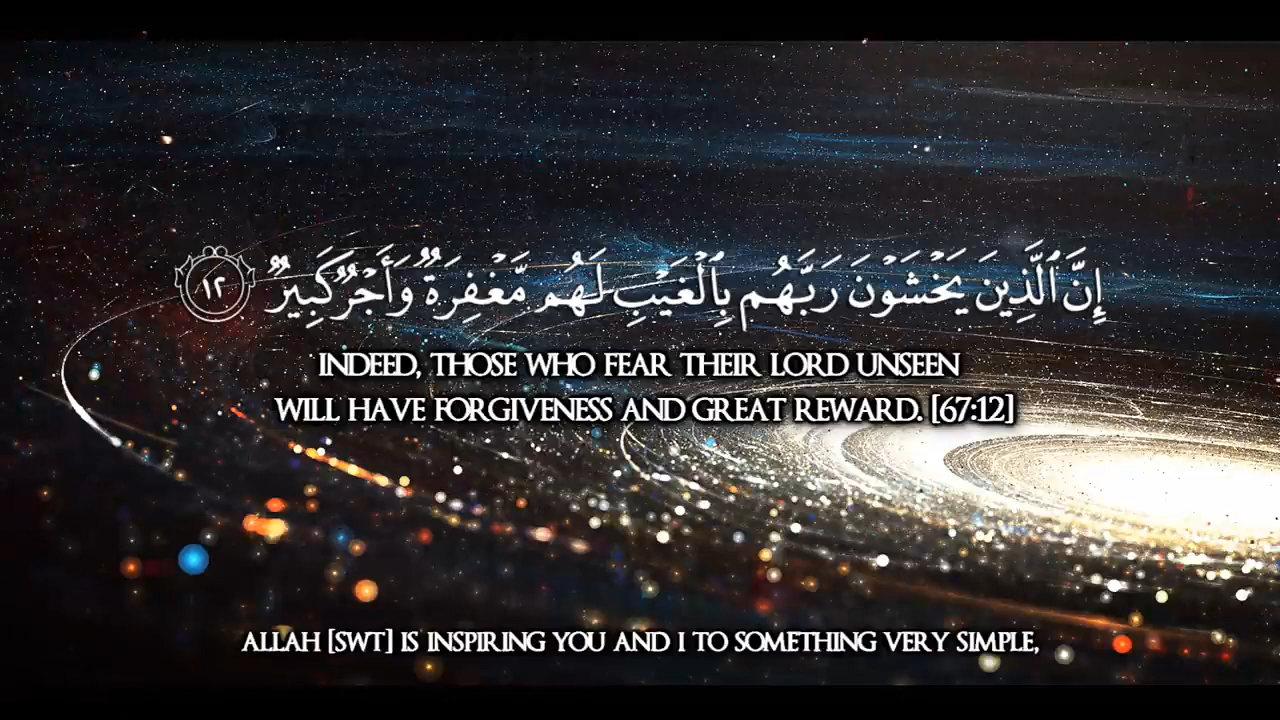 إِنَّ ٱلَّذِينَ يَخْشَوْنَ رَبَّهُم بِٱلْغَيْبِ لَهُم مَّغْفِرَةٌ وَأَجْرٌ كَبِيرٌ ١٢
INDEED, THOSE WHO FEAR THEIR LORD UNSEEN
WILL HAVE FORGIVENESS AND GREAT REWARD. [67:12]
ALLAH [SWT] IS INSPIRING YOU AND I TO SOMETHING VERY SIMPLE,